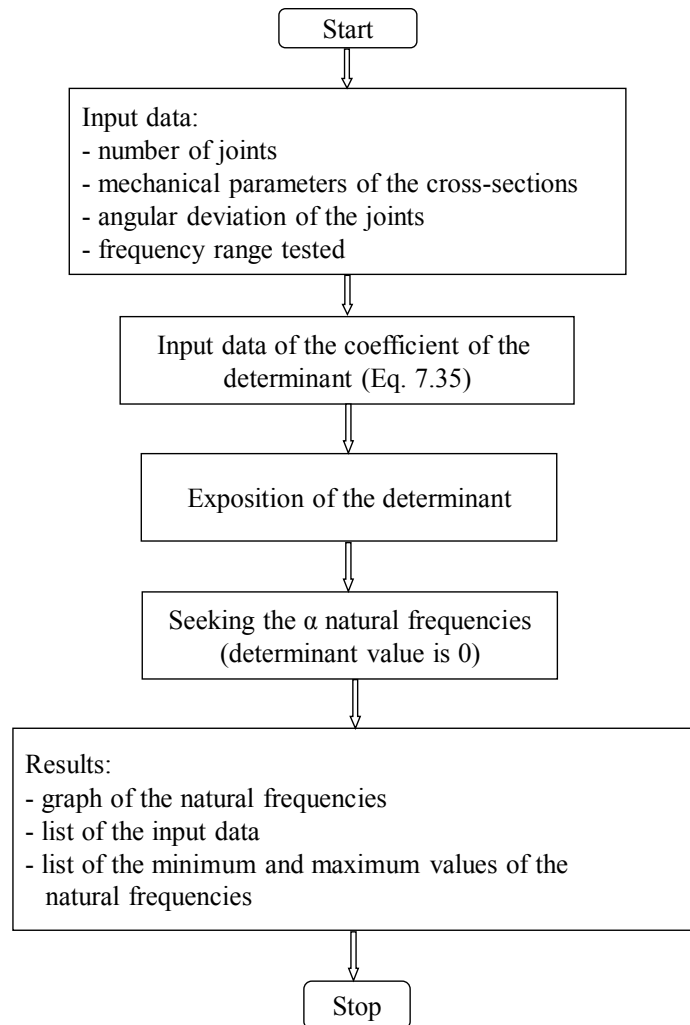 Start
Input data:
- number of joints
- mechanical parameters of the cross-sections
- angular deviation of the joints
- frequency range tested
Input data of the coefficient of the
determinant (Eq. 7.35)
Exposition of the determinant
Seeking the α natural frequencies
(determinant value is 0)
Results:
- graph of the natural frequencies
- list of the input data
- list of the minimum and maximum values of the
natural frequencies
Stop